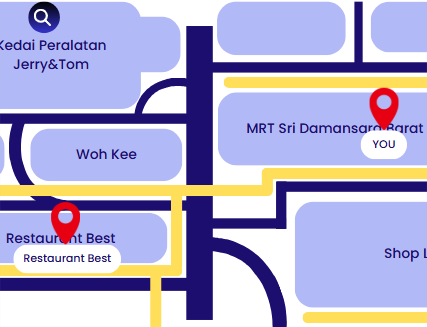 Kedai Peralatan
Jerry&Tom
MRT Sri Damansara Barat
YOU
Woh Kee
Restaurant Best
Restaurant Best
Shop L